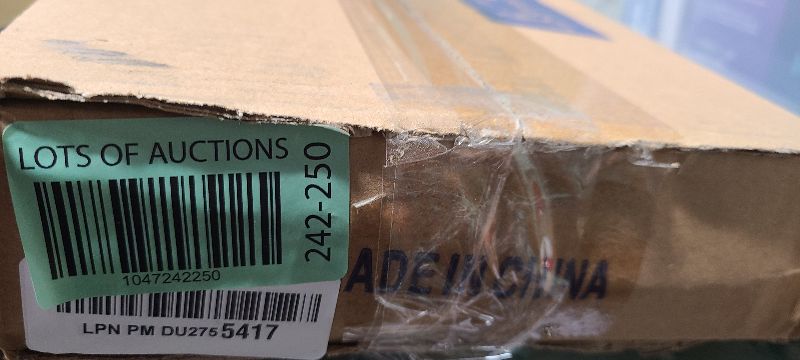 LOTS OF AUCTIONS
242-250
1047242250
LPN PM DU2755417
ADE IN CHINA